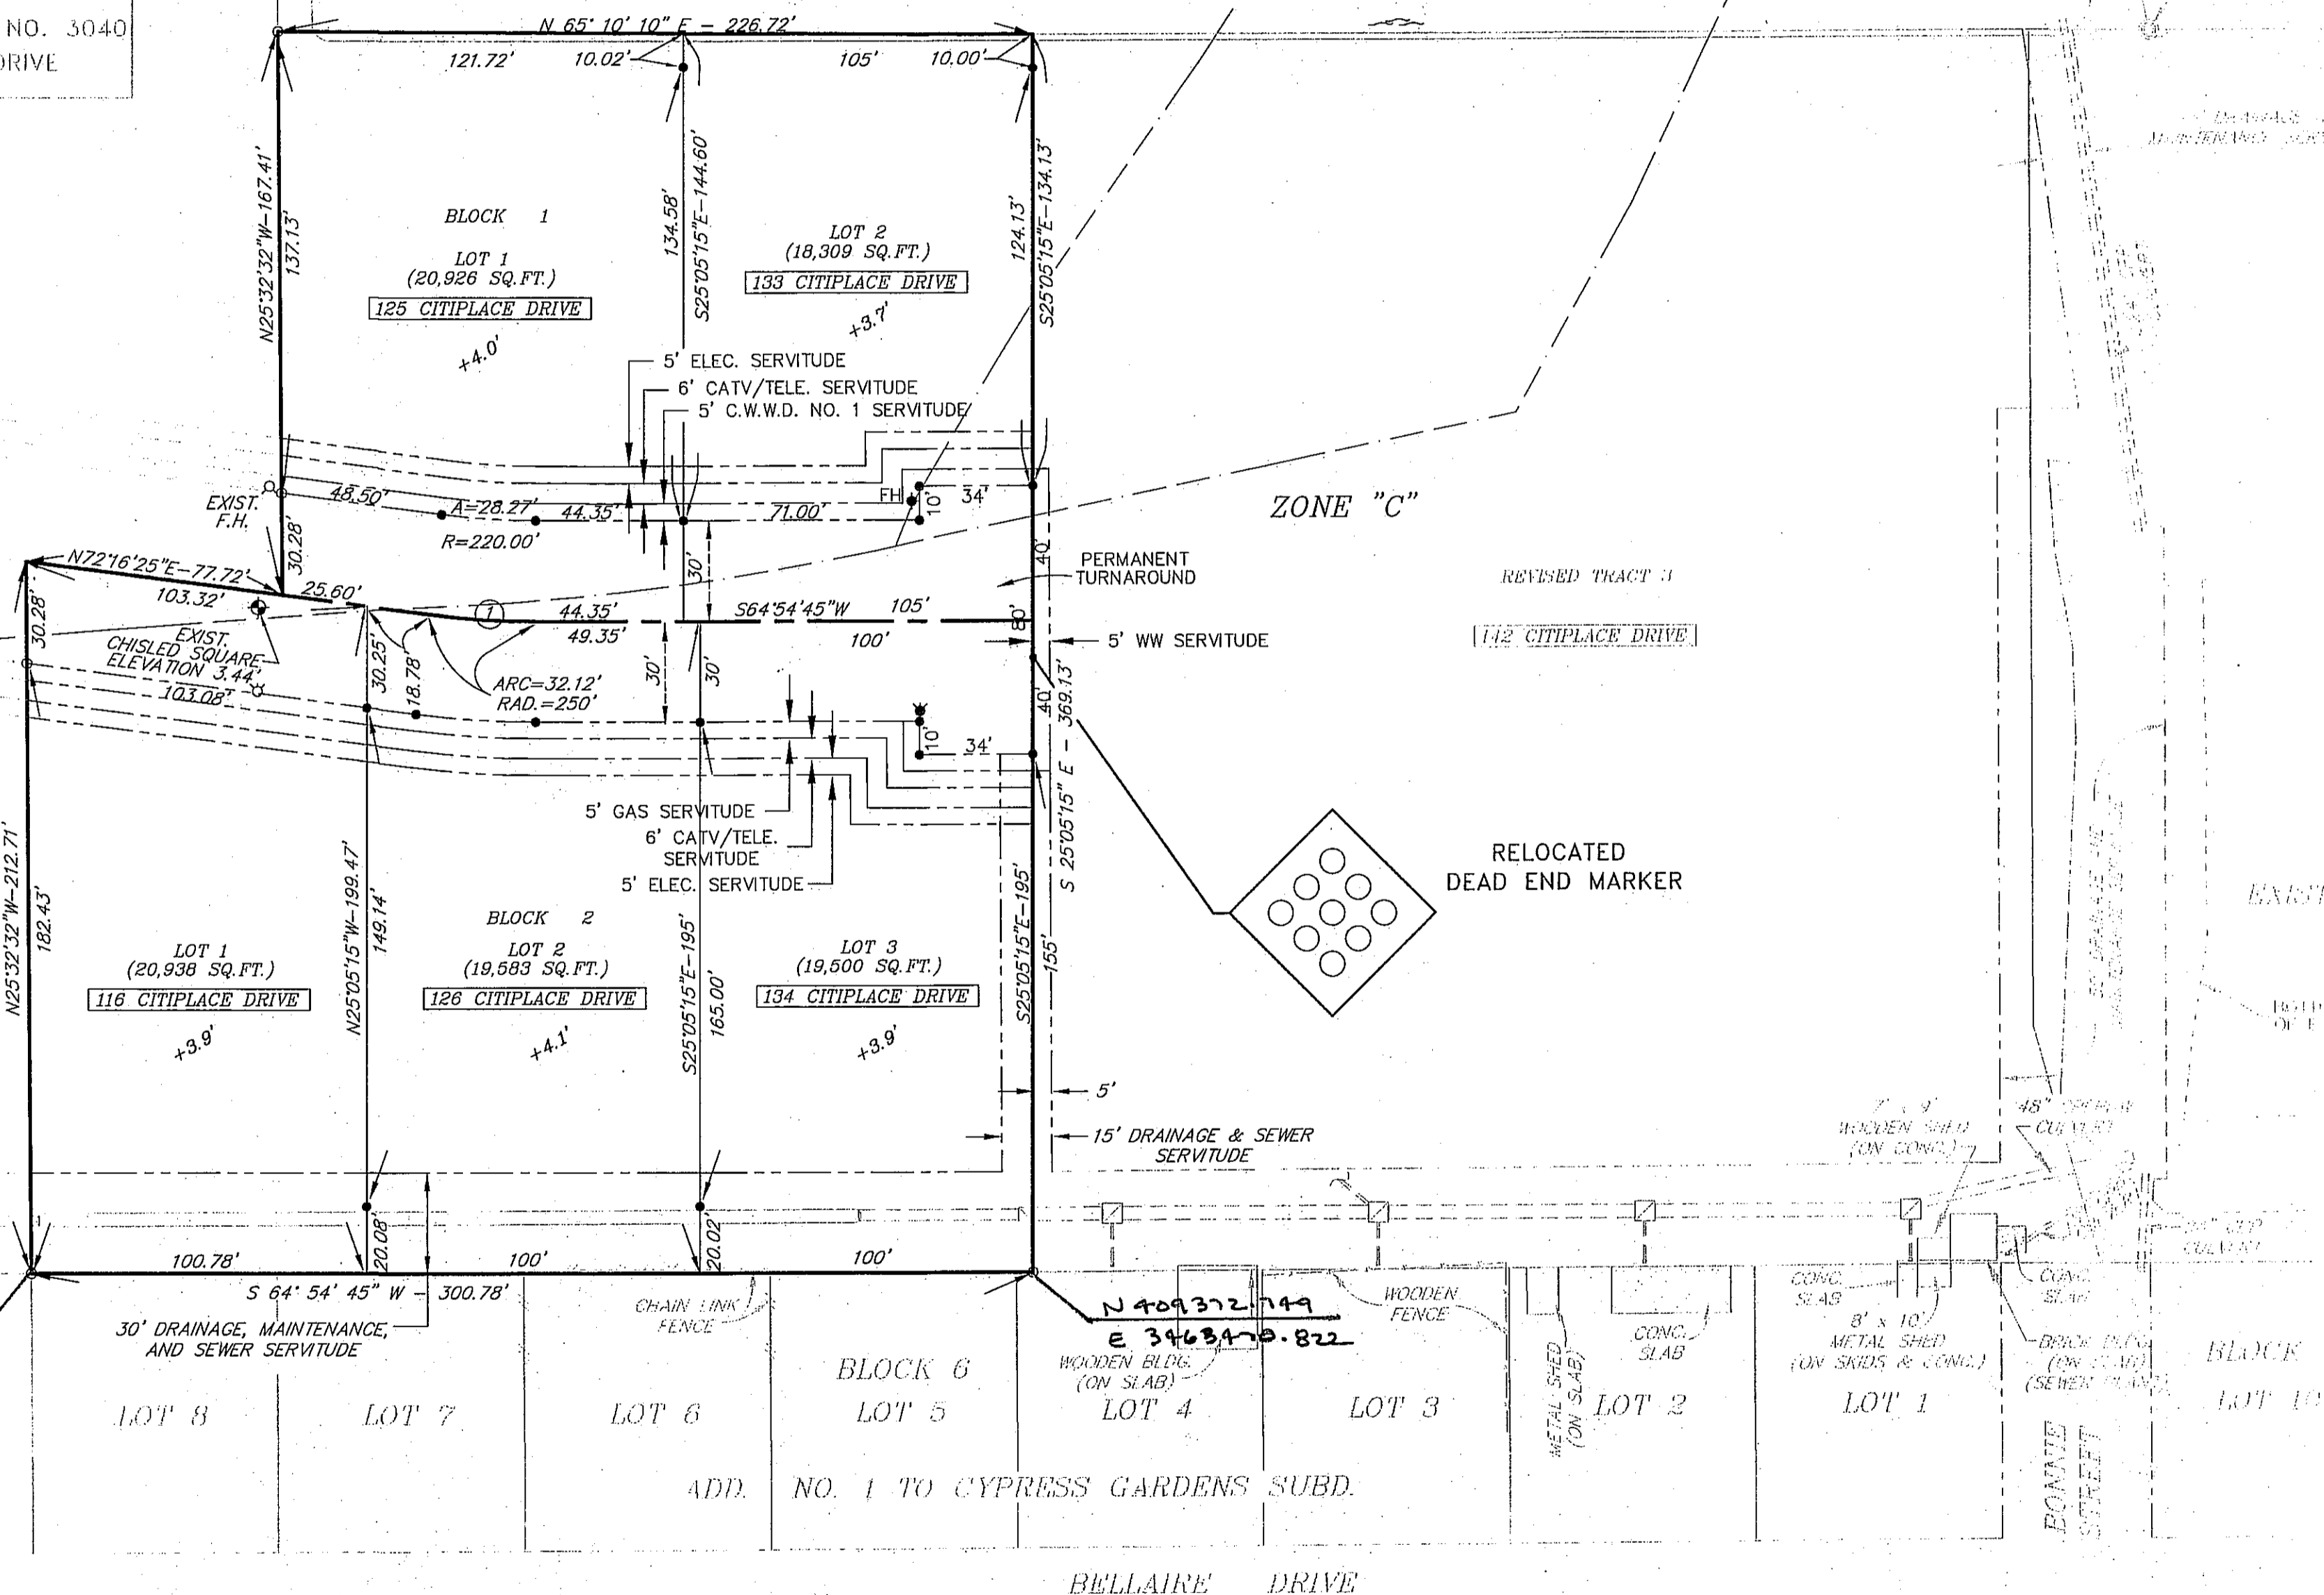 NO. 3040
DRIVE
N 65° 10' 10" E - 226.72'
121.72'
10.02'
105'
10.00'
N25°32'32"W-167.41'
137.13'
BLOCK 1
LOT 1
(20,926 SQ.FT.)
125 CITIPLACE DRIVE
+4.0'
134.58'
S25°05'15"E-144.60'
LOT 2
(18,309 SQ.FT.)
133 CITIPLACE DRIVE
+3.7'
124.13'
S25°05'15"E-134.13'
5' ELEC. SERVITUDE
6' CATV/TELE. SERVITUDE
5' C.W.W.D. NO. 1 SERVITUDE
EXIST.
F.H.
48.50'
A=28.27'
R=220.00'
44.35'
71.00'
FH
10'
34'
ZONE "C"
30.28'
N72°16'25"E-77.72'
103.32'
25.60'
30'
40'
PERMANENT
TURNAROUND
REVISED TRACT 3
142 CITIPLACE DRIVE
30.28'
1
44.35'
49.35'
S64°54'45"W
105'
100'
80'
5' WW SERVITUDE
EXIST.
CHISLED SQUARE
ELEVATION 3.44'
103.08'
30.25'
18.78'
ARC=32.12'
RAD.=250'
30'
30'
40'
10'
34'
S 25°05'15" E - 369.13'
5' GAS SERVITUDE
6' CATV/TELE.
SERVITUDE
5' ELEC. SERVITUDE
RELOCATED
DEAD END MARKER
N25°32'32"W-212.71'
182.43'
LOT 1
(20,938 SQ.FT.)
116 CITIPLACE DRIVE
+3.9'
N25°05'15"W-199.47'
149.14'
BLOCK 2
LOT 2
(19,583 SQ.FT.)
126 CITIPLACE DRIVE
+4.1'
S25°05'15"E-195'
165.00'
LOT 3
(19,500 SQ.FT.)
134 CITIPLACE DRIVE
+3.9'
S25°05'15"E-195'
155'
5'
15' DRAINAGE & SEWER
SERVITUDE
7' x 9'
WOODEN SHED
(ON CONC.)
48"
CULVERT
100.78'
20.08'
100'
20.02'
100'
S 64° 54' 45" W - 300.78'
30' DRAINAGE, MAINTENANCE,
AND SEWER SERVITUDE
CHAIN LINK
FENCE
N 409372.749
E 3463470.822
WOODEN BLDG.
(ON SLAB)
WOODEN
FENCE
METAL SHED
(ON SLAB)
CONC.
SLAB
CONC.
SLAB
8' x 10'
METAL SHED
(ON SKIDS & CONC.)
CONC.
SLAB
CULVERT
BRICK BLDG.
BLOCK 6
LOT 8
LOT 7
LOT 6
LOT 5
LOT 4
LOT 3
LOT 2
LOT 1
BLOCK
LOT 10
ADD. NO. 1 TO CYPRESS GARDENS SUBD.
BONNIE
STREET
BELLAIRE DRIVE